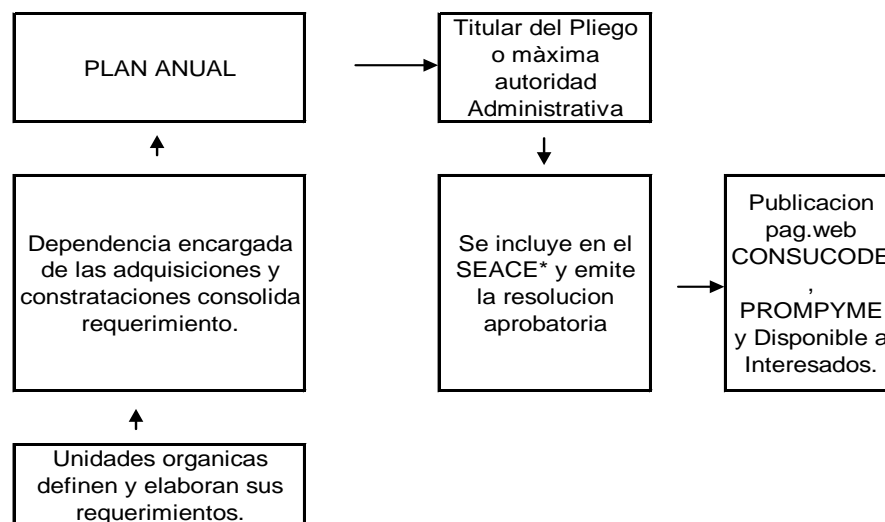 PLAN ANUAL
Titular del Pliego
o màxima
autoridad
Administrativa
Dependencia encargada
de las adquisiciones y
constrataciones consolida
requerimiento.
Se incluye en el
SEACE* y emite
la resolucion
aprobatoria
Publicacion
pag.web
CONSUCODE
,
PROMPYME
y Disponible a
Interesados.
Unidades organicas
definen y elaboran sus
requerimientos.